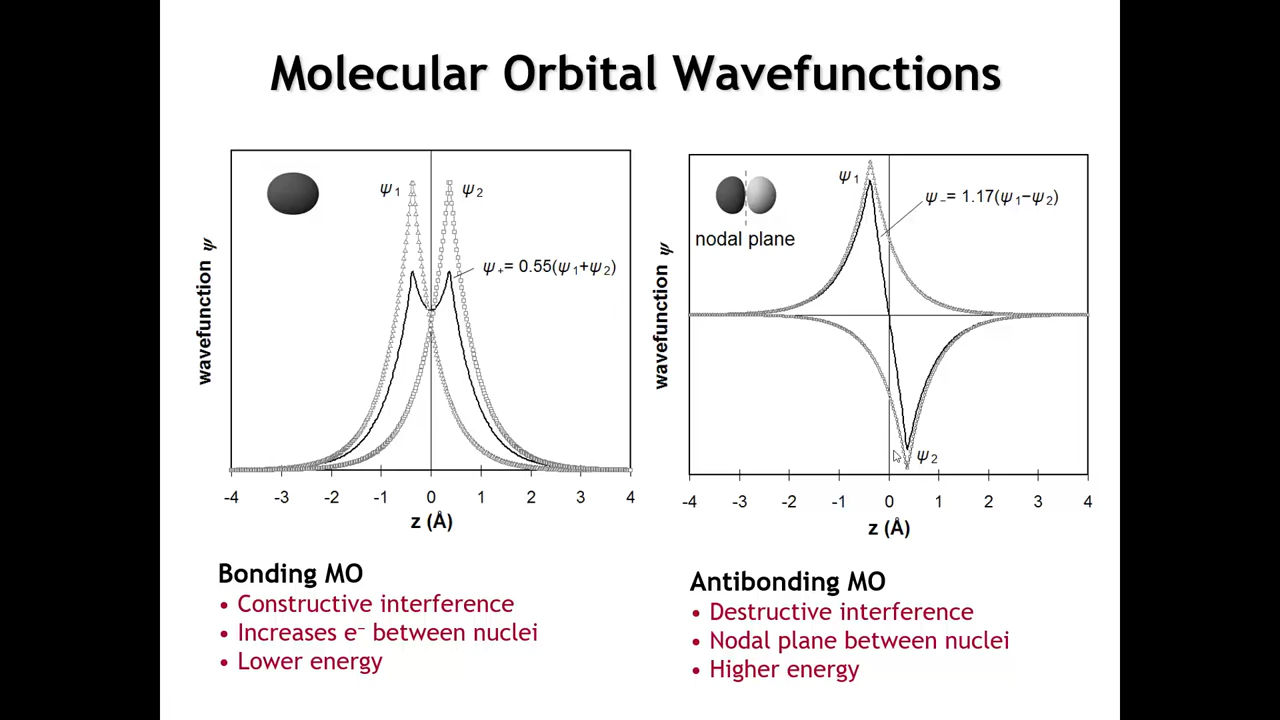 Molecular Orbital Wavefunctions
wavefunction ψ
ψ₁
ψ₂
ψ₊= 0.55(ψ₁+ψ₂)
-4 -3 -2 -1 0 1 2 3 4
z (Å)
wavefunction ψ
nodal plane
ψ₁
ψ₋= 1.17(ψ₁−ψ₂)
ψ₂
-4 -3 -2 -1 0 1 2 3 4
z (Å)
Bonding MO
• Constructive interference
• Increases e⁻ between nuclei
• Lower energy
Antibonding MO
• Destructive interference
• Nodal plane between nuclei
• Higher energy